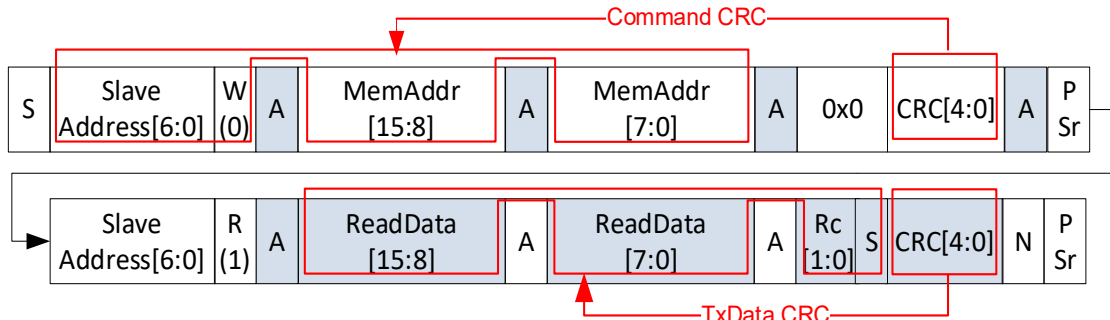 Command CRC
S
Slave
Address[6:0]
W
(0)
A
MemAddr
[15:8]
A
MemAddr
[7:0]
A
0x0
CRC[4:0]
A
P
Sr
Slave
Address[6:0]
R
(1)
A
ReadData
[15:8]
A
ReadData
[7:0]
A
Rc
[1:0]
S
CRC[4:0]
N
P
Sr
TxData CRC